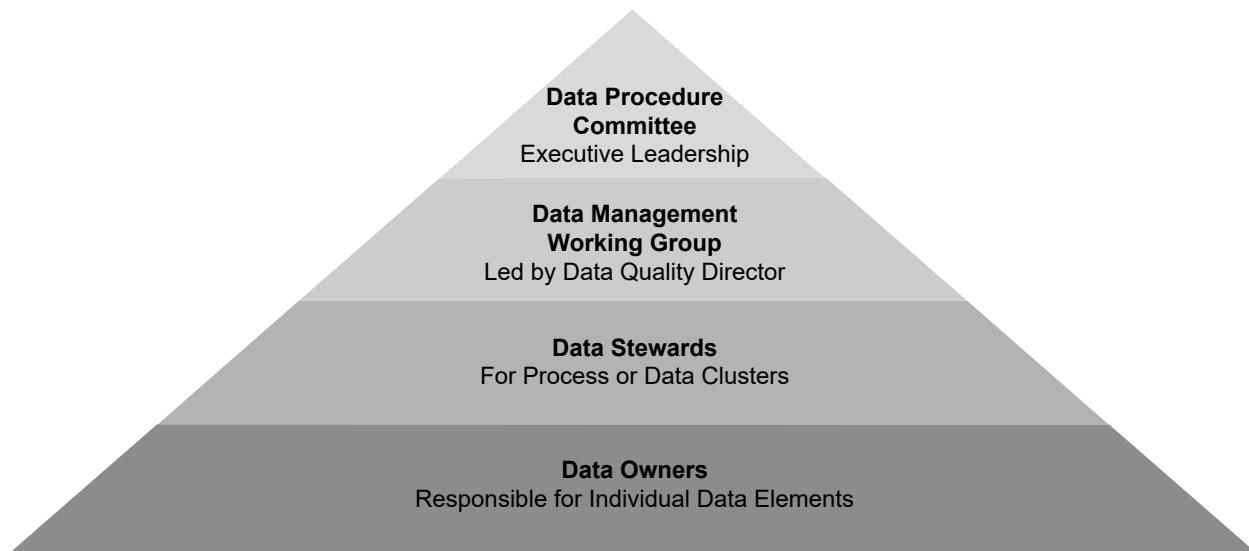 Data Procedure
Committee
Executive Leadership
Data Management
Working Group
Led by Data Quality Director
Data Stewards
For Process or Data Clusters
Data Owners
Responsible for Individual Data Elements